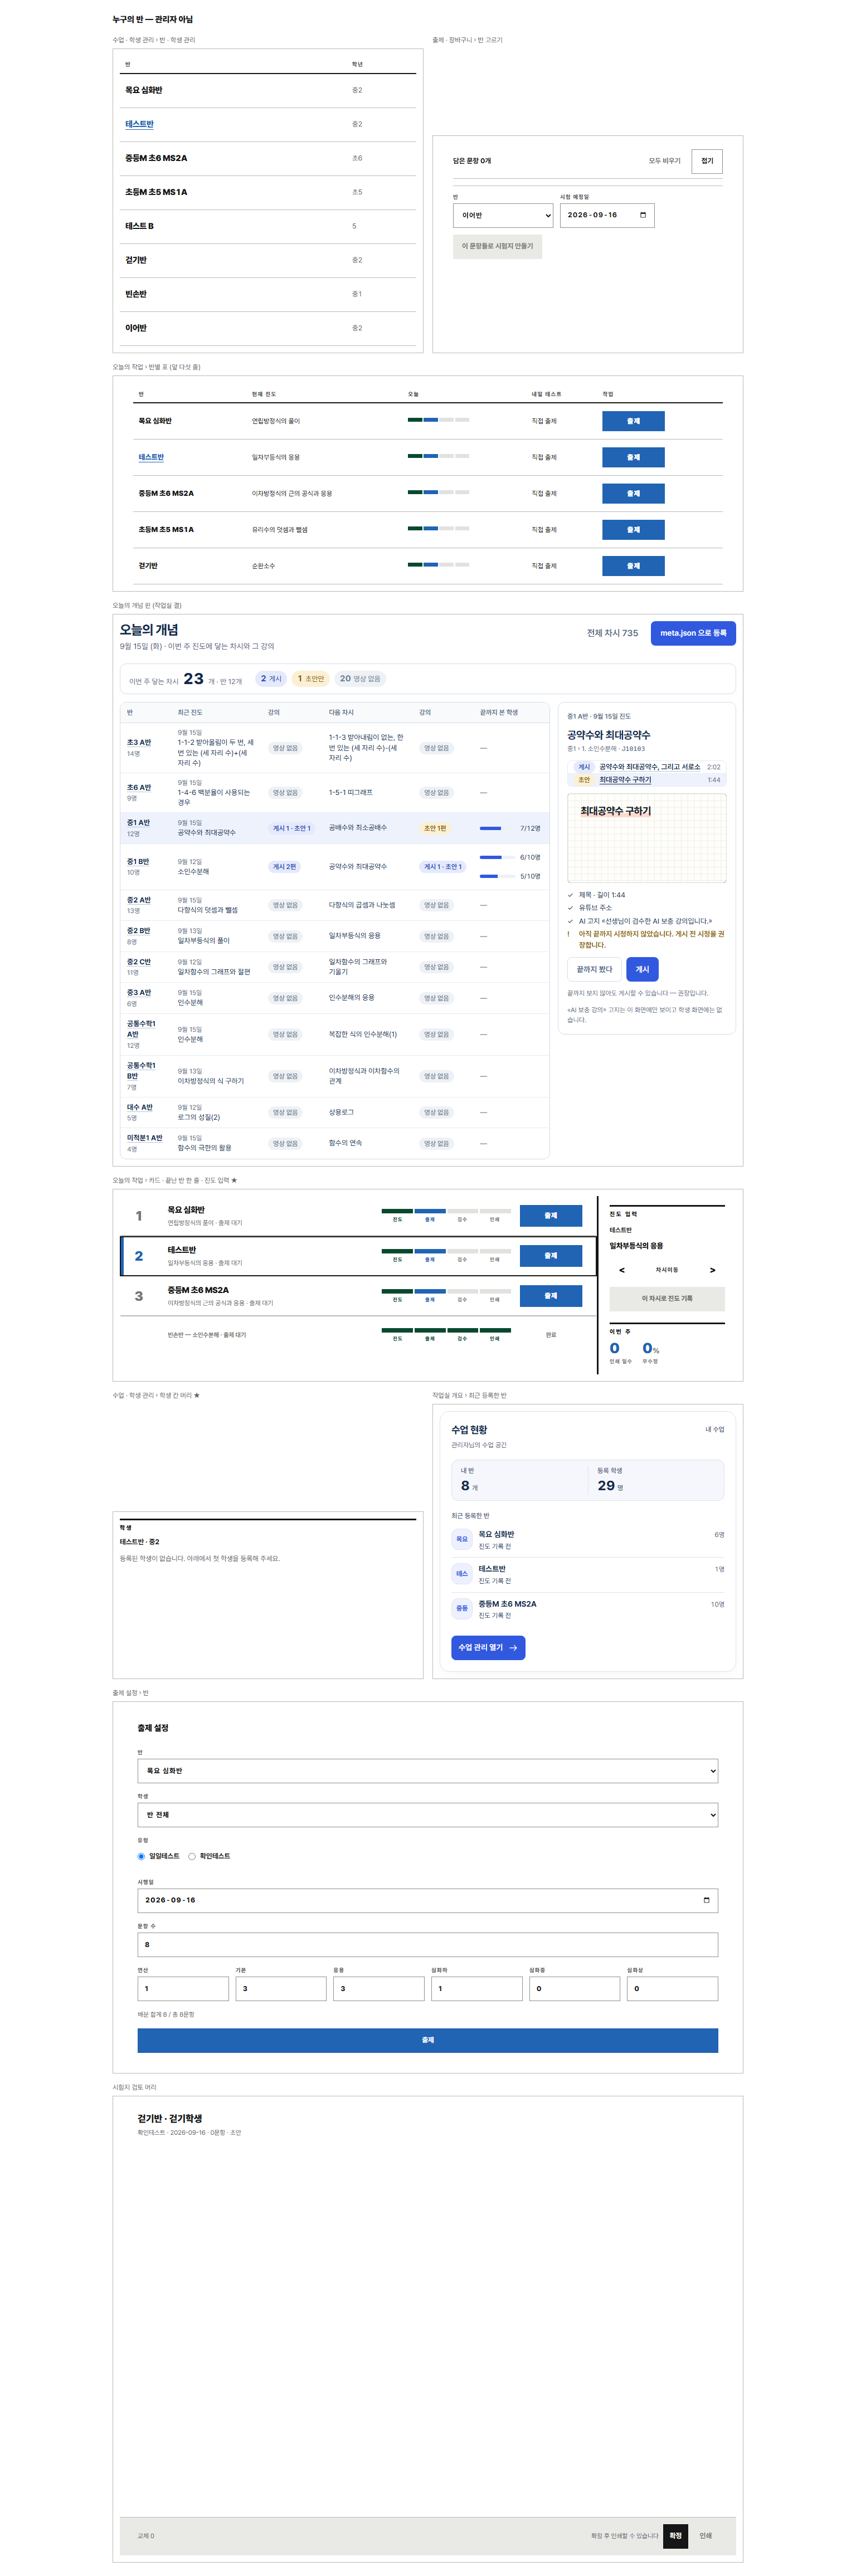 누구의 반 — 관리자 아님
수업 · 학생 관리 › 반 · 학생 관리
반 학년
목요 심화반 중2
테스트반 중2
중등M 초6 MS2A 초6
초등M 초5 MS1A 초5
테스트 B 5
걷기반 중2
빈손반 중1
이어반 중2
출제 · 장바구니 › 반 고르기
담은 문항 0개 모두 비우기 접기
반 시험 예정일
이어반 2026-09-16
이 문항들로 시험지 만들기
오늘의 작업 › 반별 표 (앞 다섯 줄)
반 현재 진도 오늘 내일 테스트 작업
목요 심화반 연립방정식의 풀이 직접 출제 출제
테스트반 일차부등식의 응용 직접 출제 출제
중등M 초6 MS2A 이차방정식의 근의 공식과 응용 직접 출제 출제
초등M 초5 MS1A 유리수의 덧셈과 뺄셈 직접 출제 출제
걷기반 순환소수 직접 출제 출제
오늘의 개념 판 (작업실 결)
오늘의 개념
9월 15일 (화) · 이번 주 진도에 닿는 차시와 그 강의
전체 차시 735 meta.json 으로 등록
이번 주 닿는 차시 23 개 · 반 12개 2 게시 1 초안만 20 영상 없음
반 최근 진도 강의 다음 차시 강의 끝까지 본 학생
초3 A반
14명
9월 15일
1-1-2 받아올림이 두 번, 세
번 있는 (세 자리 수)+(세
자리 수)
영상 없음
1-1-3 받아내림이 없는, 한
번 있는 (세 자리 수)-(세
자리 수)
영상 없음
—
초6 A반
9명
9월 15일
1-4-6 백분율이 사용되는
경우
영상 없음
1-5-1 띠그래프
영상 없음
—
중1 A반
12명
9월 15일
공약수와 최대공약수
게시 1 · 초안 1
공배수와 최소공배수
초안 1편
7/12명
중1 B반
10명
9월 12일
소인수분해
게시 2편
공약수와 최대공약수
게시 1 · 초안 1
6/10명
5/10명
중2 A반
13명
9월 15일
다항식의 덧셈과 뺄셈
영상 없음
다항식의 곱셈과 나눗셈
영상 없음
—
중2 B반
8명
9월 13일
일차부등식의 풀이
영상 없음
일차부등식의 응용
영상 없음
—
중2 C반
11명
9월 12일
일차함수의 그래프와 절편
영상 없음
일차함수의 그래프와
기울기
영상 없음
—
중3 A반
6명
9월 15일
인수분해
영상 없음
인수분해의 응용
영상 없음
—
공통수학1
A반
12명
9월 15일
인수분해
영상 없음
복잡한 식의 인수분해(1)
영상 없음
—
공통수학1
B반
7명
9월 13일
이차방정식의 식 구하기
영상 없음
이차방정식과 이차함수의
관계
영상 없음
—
대수 A반
5명
9월 12일
로그의 성질(2)
영상 없음
상용로그
영상 없음
—
미적분1 A반
4명
9월 15일
함수의 극한의 활용
영상 없음
함수의 연속
영상 없음
—
중1 A반 · 9월 15일 진도
공약수와 최대공약수
중1 › 1. 소인수분해 · J10103
게시 공약수와 최대공약수, 그리고 서로소 2:02
초안 최대공약수 구하기 1:44
최대공약수 구하기
✓ 제목 · 길이 1:44
✓ 유튜브 주소
✓ AI 고지 «선생님이 검수한 AI 보충 강의입니다.»
! 아직 끝까지 시청하지 않았습니다. 게시 전 시청을 권
장합니다.
끝까지 봤다 게시
끝까지 보지 않아도 게시할 수 있습니다 — 권장입니다.
«AI 보충 강의» 고지는 이 화면에만 보이고 학생 화면에는 없
습니다.
오늘의 작업 › 카드 · 끝난 반 한 줄 · 진도 입력 ★
1 목요 심화반
연립방정식의 풀이 · 출제 대기
진도 출제 검수 인쇄
출제
2 테스트반
일차부등식의 응용 · 출제 대기
진도 출제 검수 인쇄
출제
3 중등M 초6 MS2A
이차방정식의 근의 공식과 응용 · 출제 대기
진도 출제 검수 인쇄
출제
빈손반 — 소인수분해 · 출제 대기
진도 출제 검수 인쇄
완료
진도 입력
테스트반
일차부등식의 응용
< 차시이동 >
이 차시로 진도 기록
이번 주
0 0%
인쇄 일수 무수정
수업 · 학생 관리 › 학생 칸 머리 ★
학생
테스트반 · 중2
등록된 학생이 없습니다. 아래에서 첫 학생을 등록해 주세요.
작업실 개요 › 최근 등록한 반
수업 현황 내 수업
관리자님의 수업 공간
내 반 등록 학생
8 개 29 명
최근 등록한 반
목요 목요 심화반 6명
진도 기록 전
테스 테스트반 1명
진도 기록 전
중등 중등M 초6 MS2A 10명
진도 기록 전
수업 관리 열기 →
출제 설정 › 반
출제 설정
반
목요 심화반
학생
반 전체
유형
일일테스트 확인테스트
시행일
2026-09-16
문항 수
8
연산 기본 응용 심화하 심화중 심화상
1 3 3 1 0 0
배분 합계 8 / 총 8문항
출제
시험지 검토 머리
걷기반 · 걷기학생
확인테스트 · 2026-09-16 · 0문항 · 초안
교체 0 확정 후 인쇄할 수 있습니다 확정 인쇄